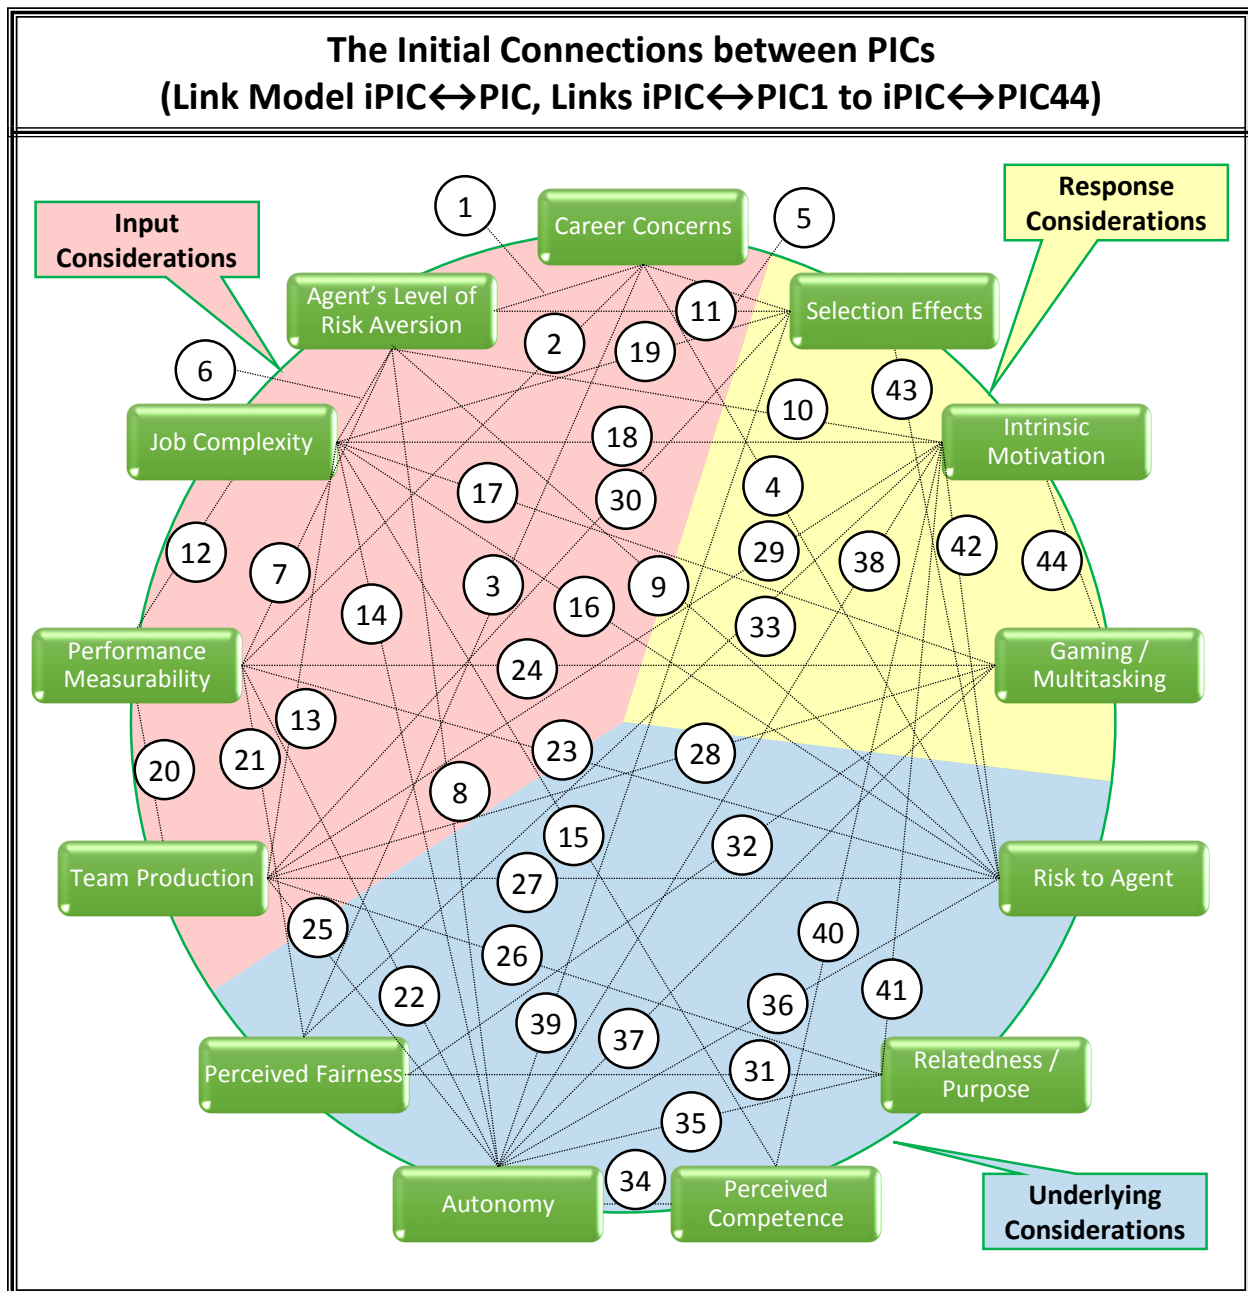 The Initial Connections between PICs
(Link Model iPIC↔PIC, Links iPIC↔PIC1 to iPIC↔PIC44)
Input
Considerations
Response
Considerations
1
Career Concerns
5
Agent's Level of
Risk Aversion
Selection Effects
11
2
19
6
43
10
Job Complexity
18
Intrinsic
Motivation
17
30
4
12
7
3
29
38
42
44
14
16
9
33
Performance
Measurability
24
Gaming /
Multitasking
13
20
21
23
28
8
15
32
Team Production
27
Risk to Agent
25
26
40
22
39
37
36
41
Perceived Fairness
31
Relatedness /
Purpose
35
34
Autonomy
Perceived
Competence
Underlying
Considerations